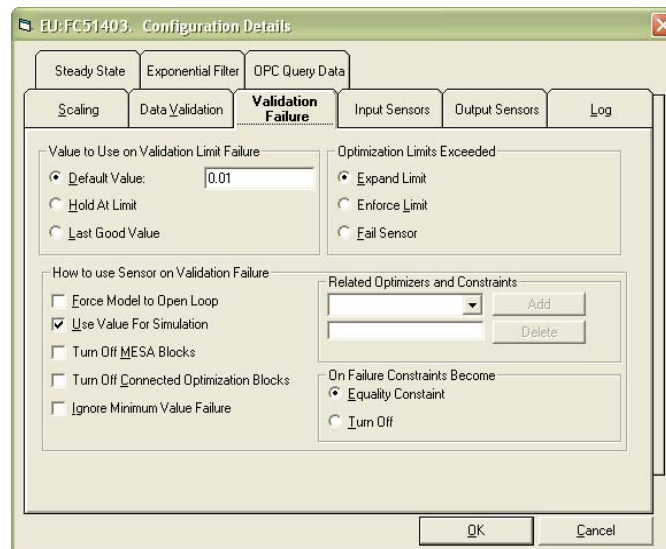 EU:FC51403. Configuration Details
Steady State Exponential Filter OPC Query Data
Scaling Data Validation Validation Failure Input Sensors Output Sensors Log
Value to Use on Validation Limit Failure
Default Value: 0.01
Hold At Limit
Last Good Value
Optimization Limits Exceeded
Expand Limit
Enforce Limit
Fail Sensor
How to use Sensor on Validation Failure
Force Model to Open Loop
Use Value For Simulation
Turn Off MESA Blocks
Turn Off Connected Optimization Blocks
Ignore Minimum Value Failure
Related Optimizers and Constraints
Add
Delete
On Failure Constraints Become
Equality Constaint
Turn Off
OK Cancel